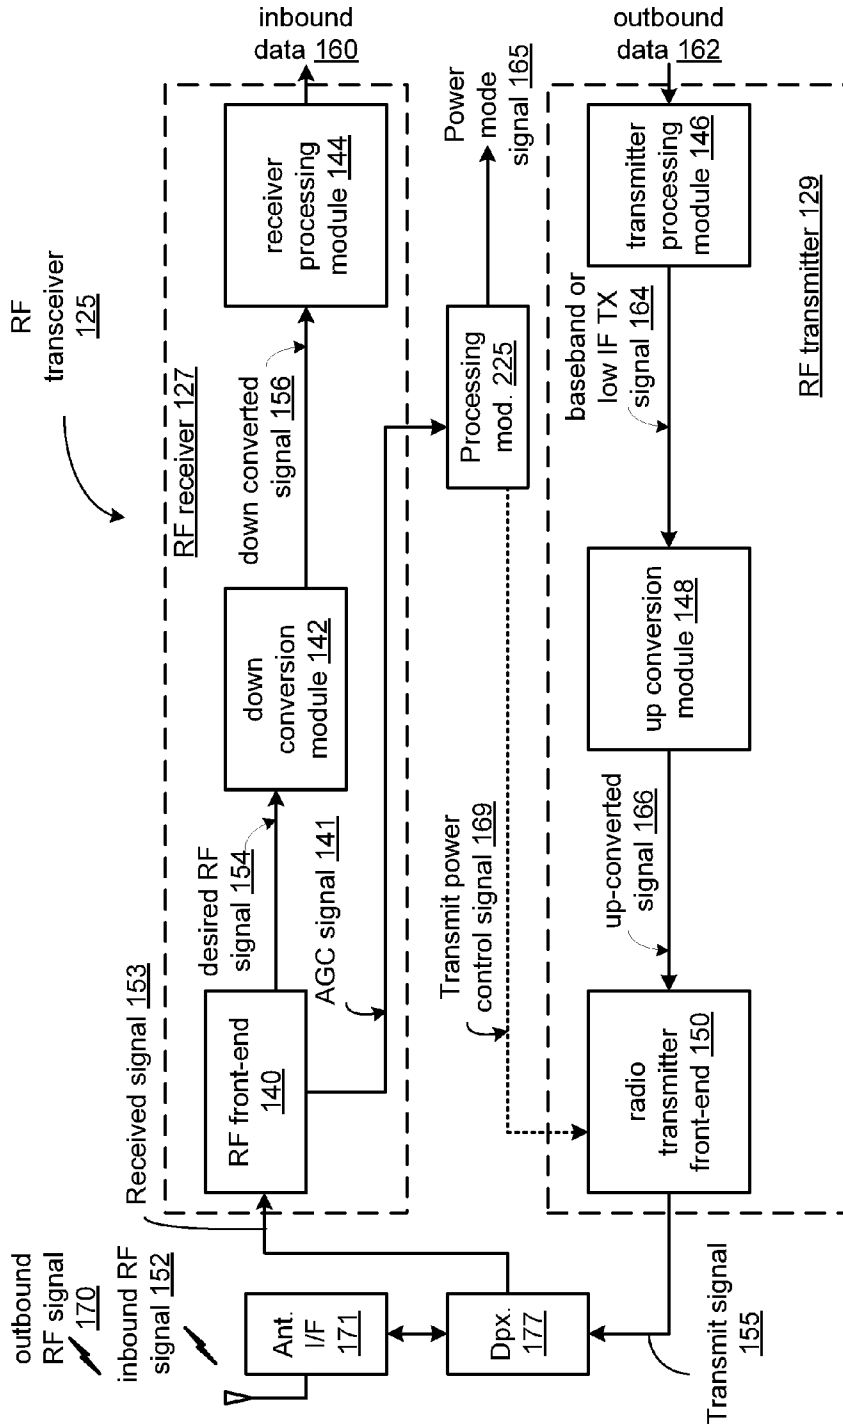 RF
transceiver
125
outbound
RF signal
170
inbound RF
signal 152
Ant.
I/F
171
Dpx.
177
Transmit signal
155
Received signal 153
RF receiver 127
RF front-end
140
desired RF
signal 154
AGC signal 141
down
conversion
module 142
down converted
signal 156
receiver
processing
module 144
inbound
data 160
Processing
mod. 225
Power
mode
signal 165
Transmit power
control signal 169
radio
transmitter
front-end 150
up-converted
signal 166
up conversion
module 148
baseband or
low IF TX
signal 164
transmitter
processing
module 146
outbound
data 162
RF transmitter 129